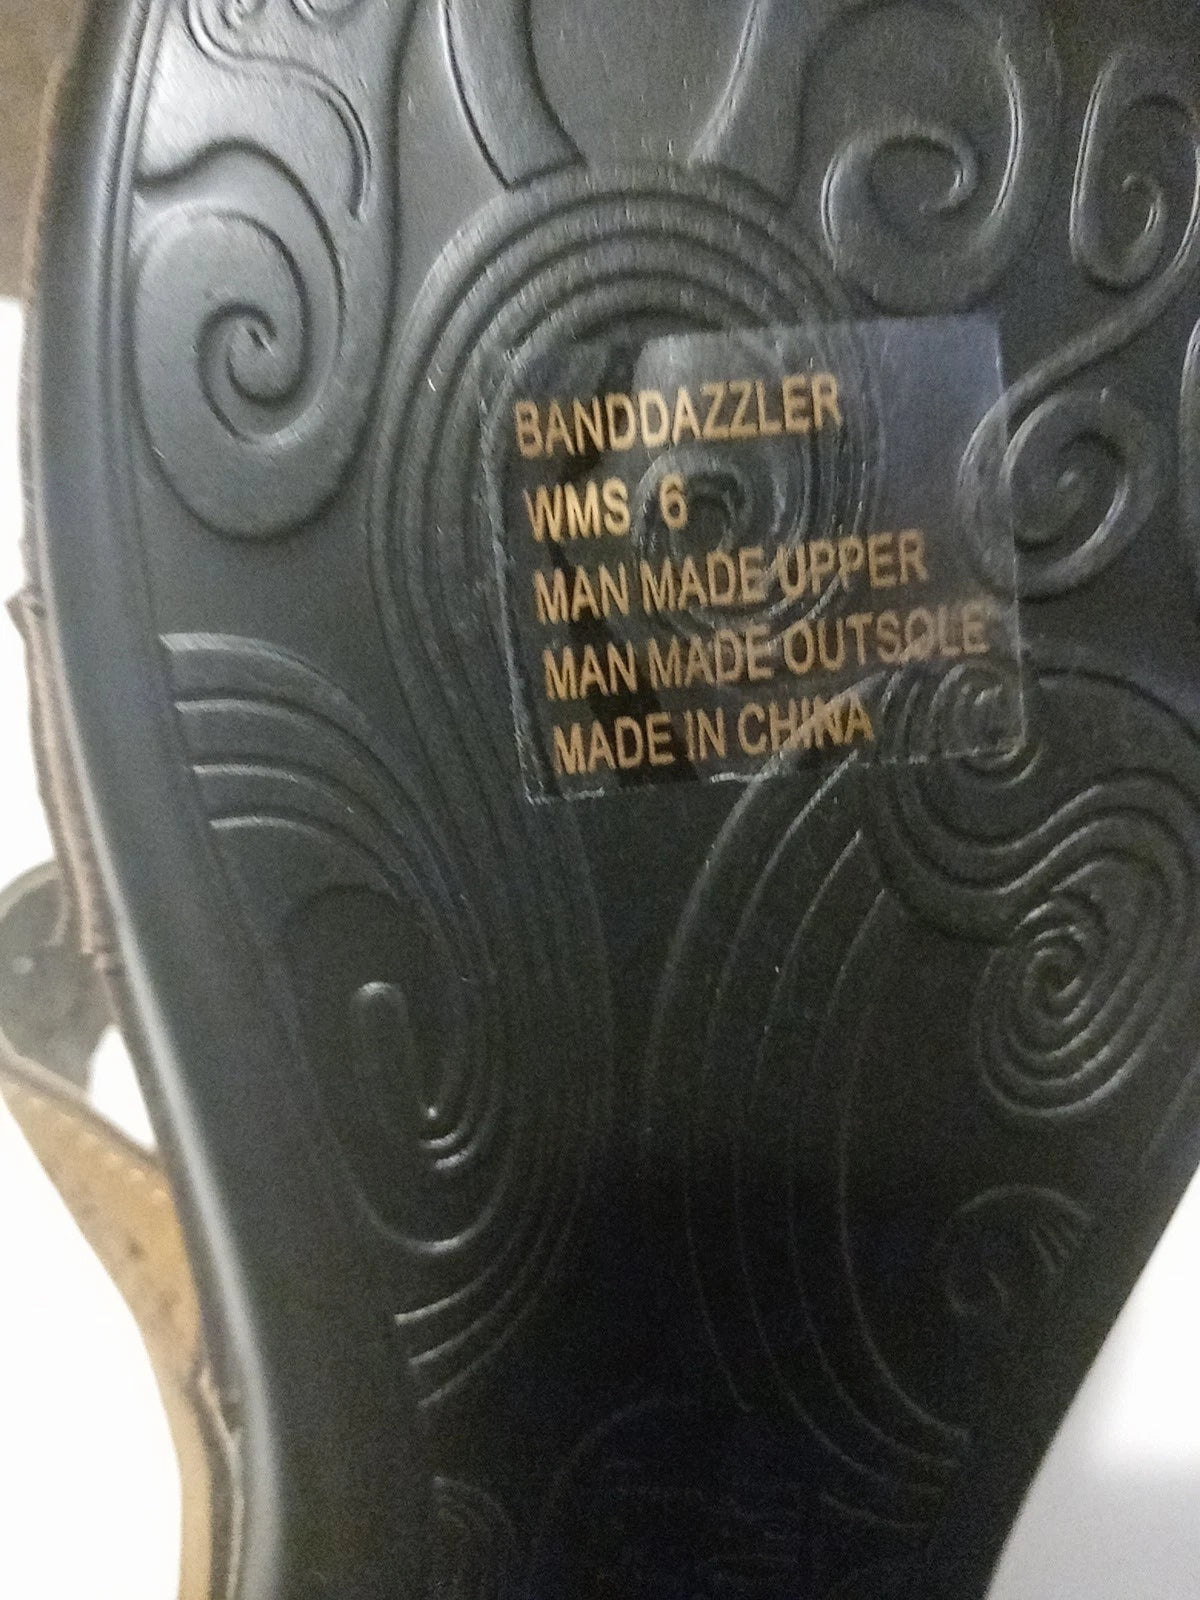 BANDDAZZLER
WMS 6
MAN MADE UPPER
MAN MADE OUTSOLE
MADE IN CHINA